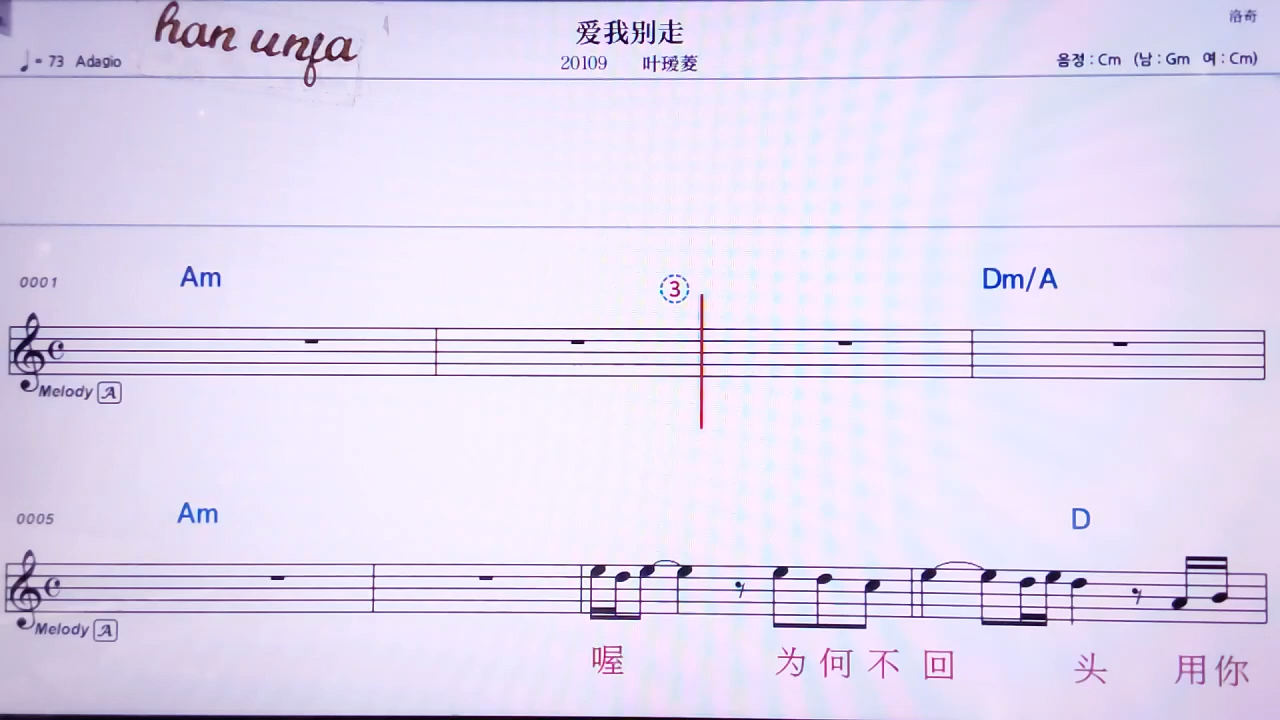 han unfa
爱我别走
洛奇
= 73 Adagio
20109 叶瑷菱
음정 : Cm (남 : Gm 여 : Cm)
0001 Am ③ Dm/A
Melody A
0005 Am D
Melody A
喔 为何不回 头 用你